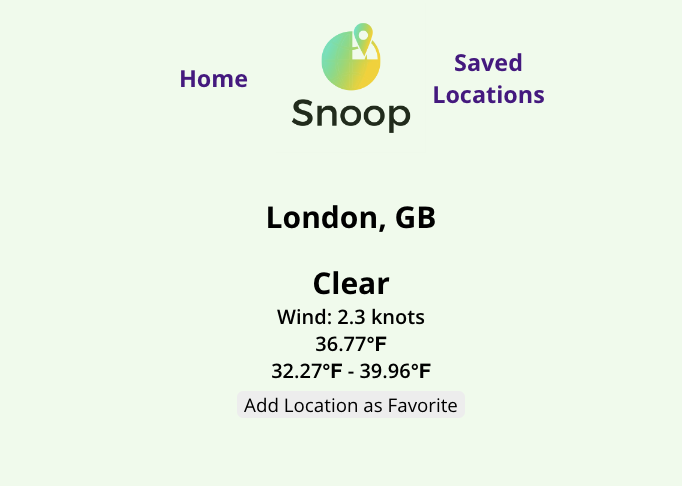 Home
Snoop
Saved
Locations
London, GB
Clear
Wind: 2.3 knots
36.77°F
32.27°F - 39.96°F
Add Location as Favorite